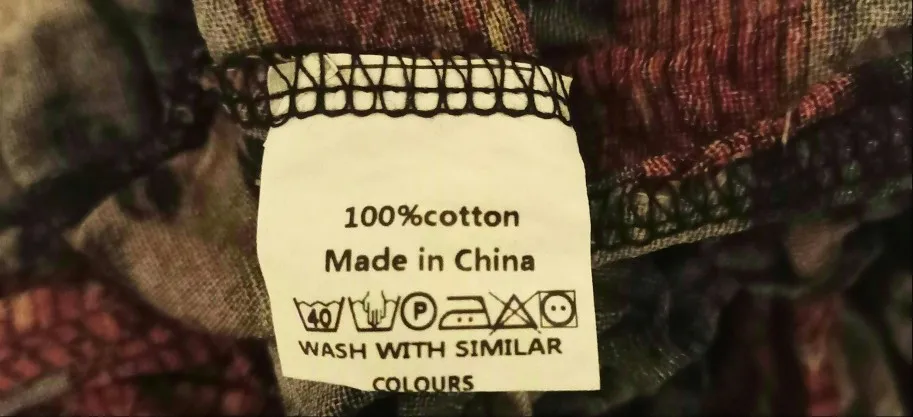 100%cotton
Made in China
40 P
WASH WITH SIMILAR
COLOURS